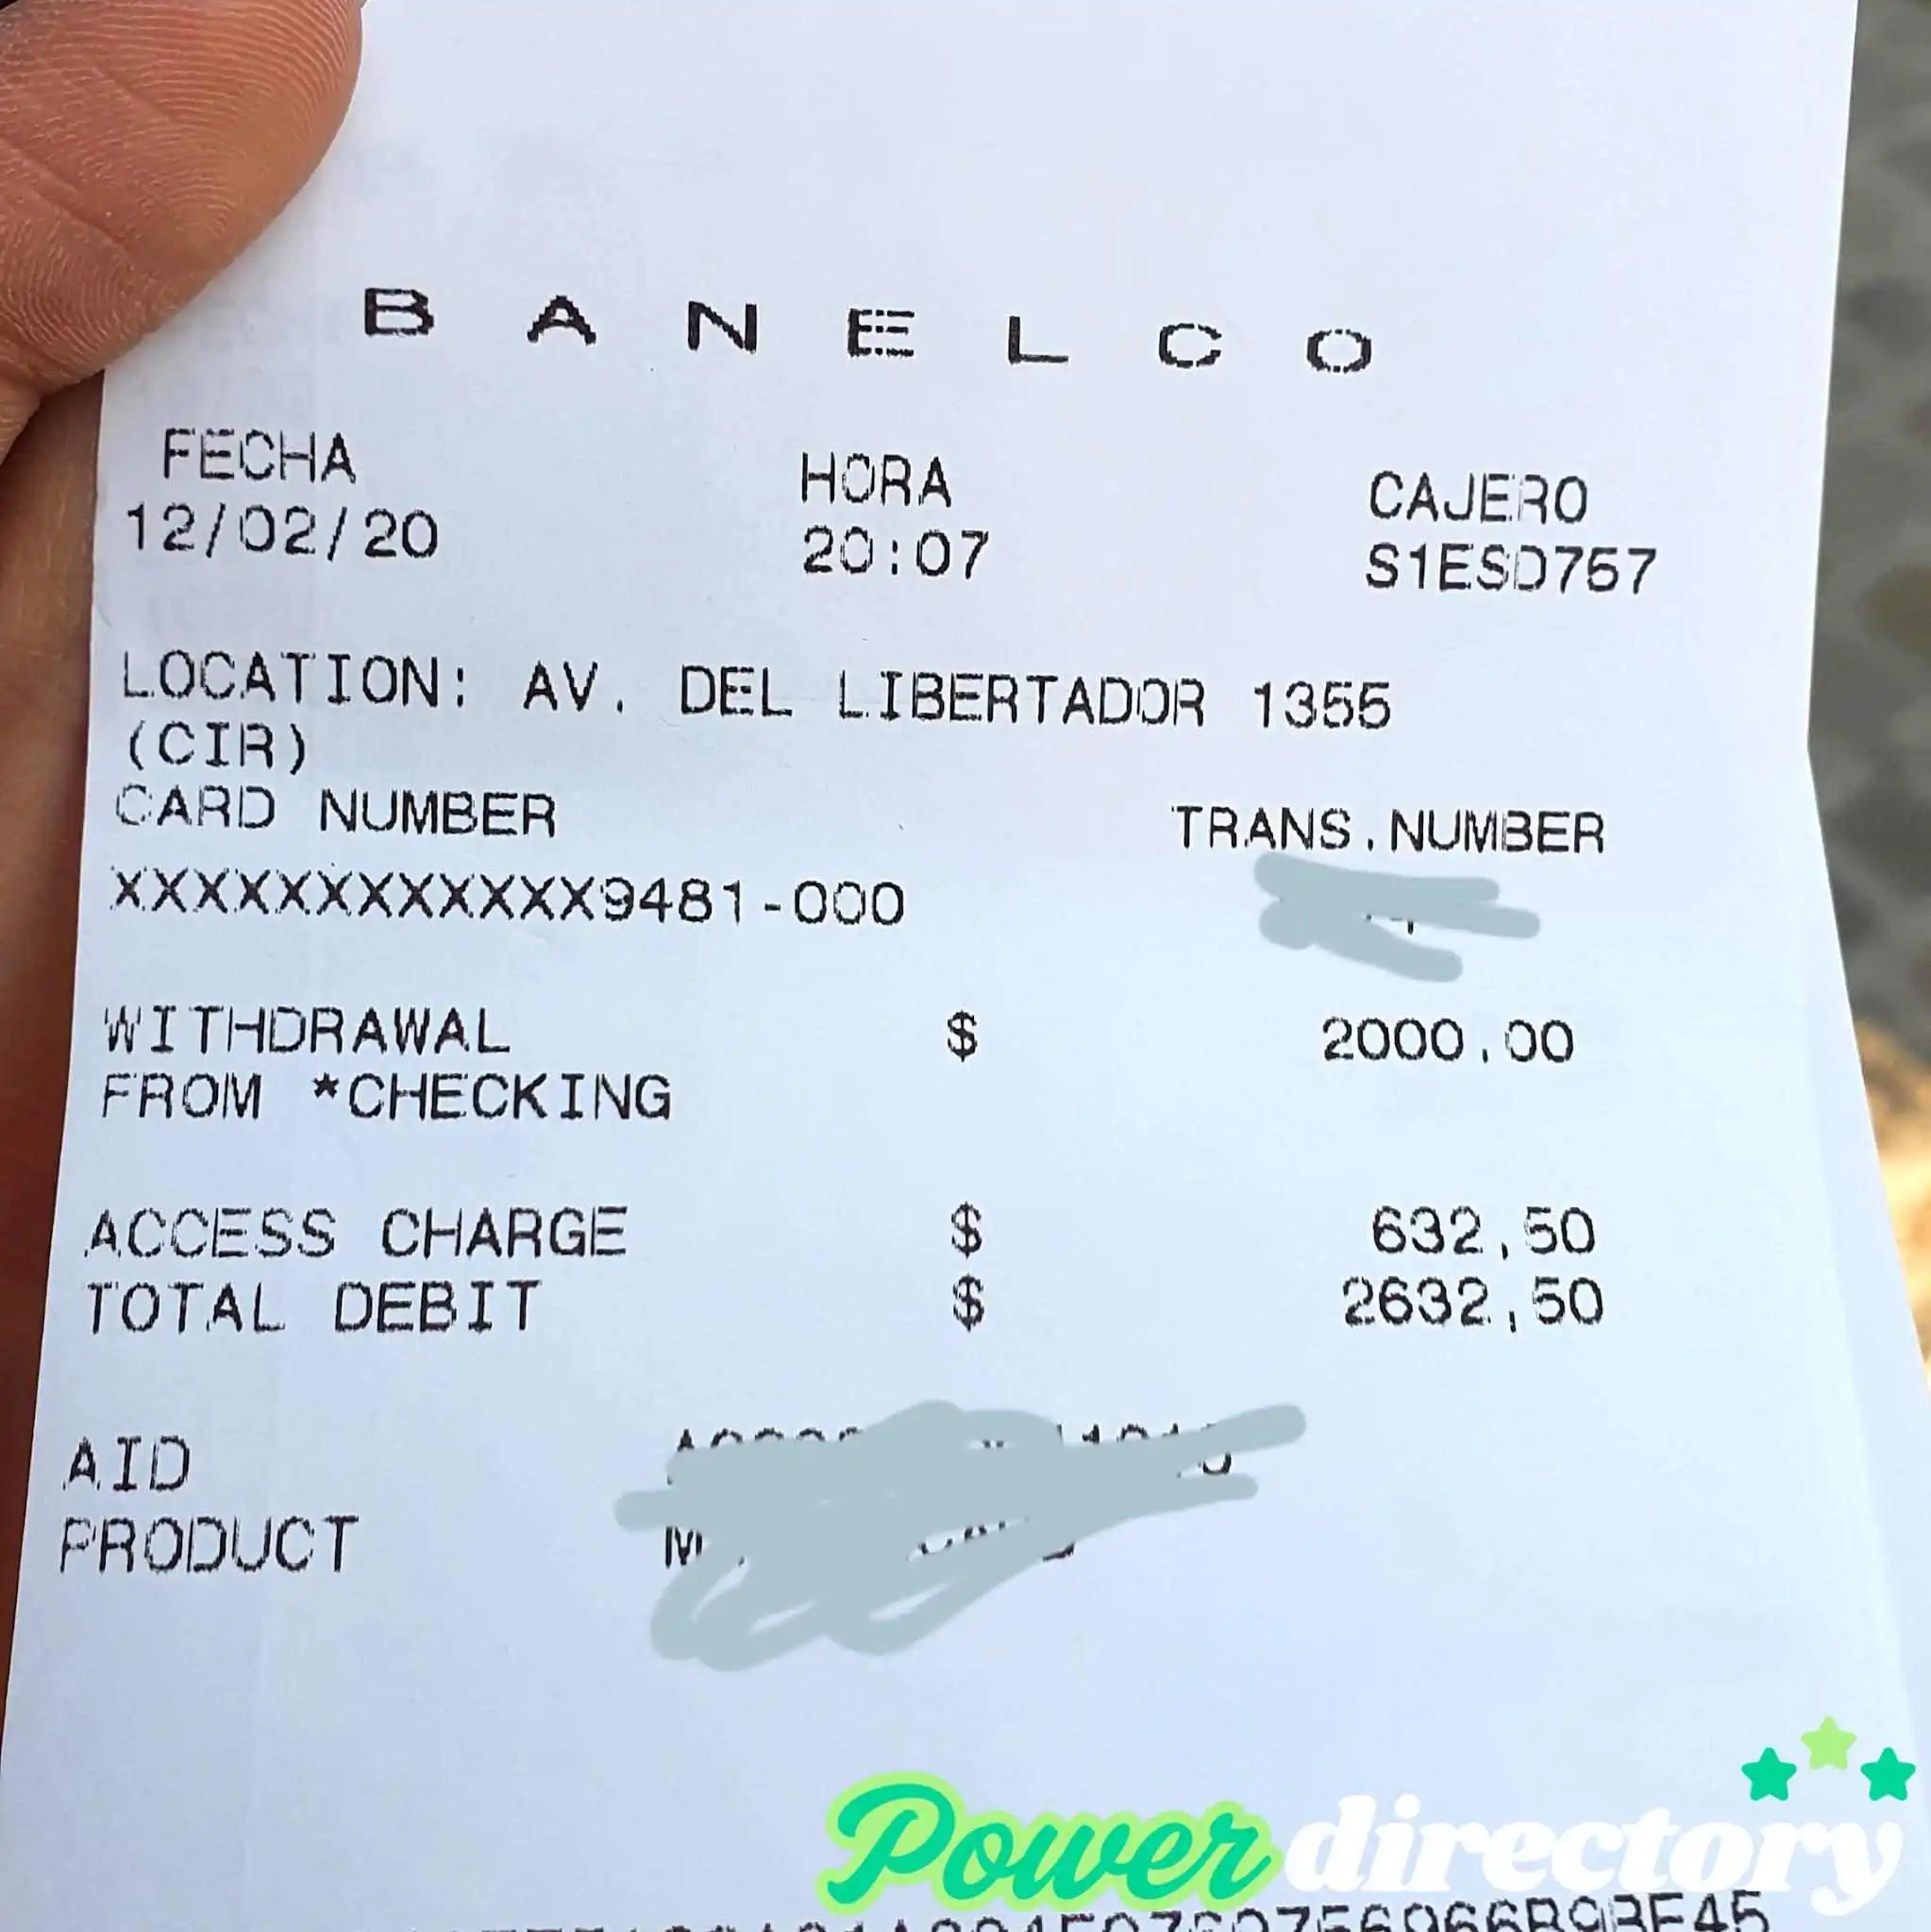 BANELCO
FECHA HORA CAJERO
12/02/20 20:07 S1ESD757
LOCATION: AV. DEL LIBERTADOR 1355
(CIR)
CARD NUMBER TRANS.NUMBER
XXXXXXXXXXXX9481-000
WITHDRAWAL $ 2000,00
FROM *CHECKING
ACCESS CHARGE $ 632,50
TOTAL DEBIT $ 2632,50
AID
PRODUCT
Power directory